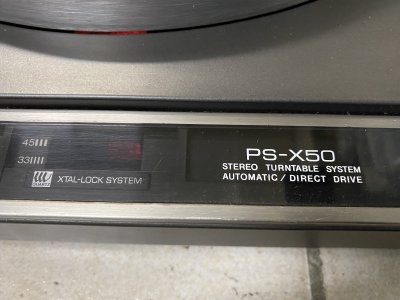 45
33
XTAL-LOCK SYSTEM
PS-X50
STEREO TURNTABLE SYSTEM
AUTOMATIC / DIRECT DRIVE